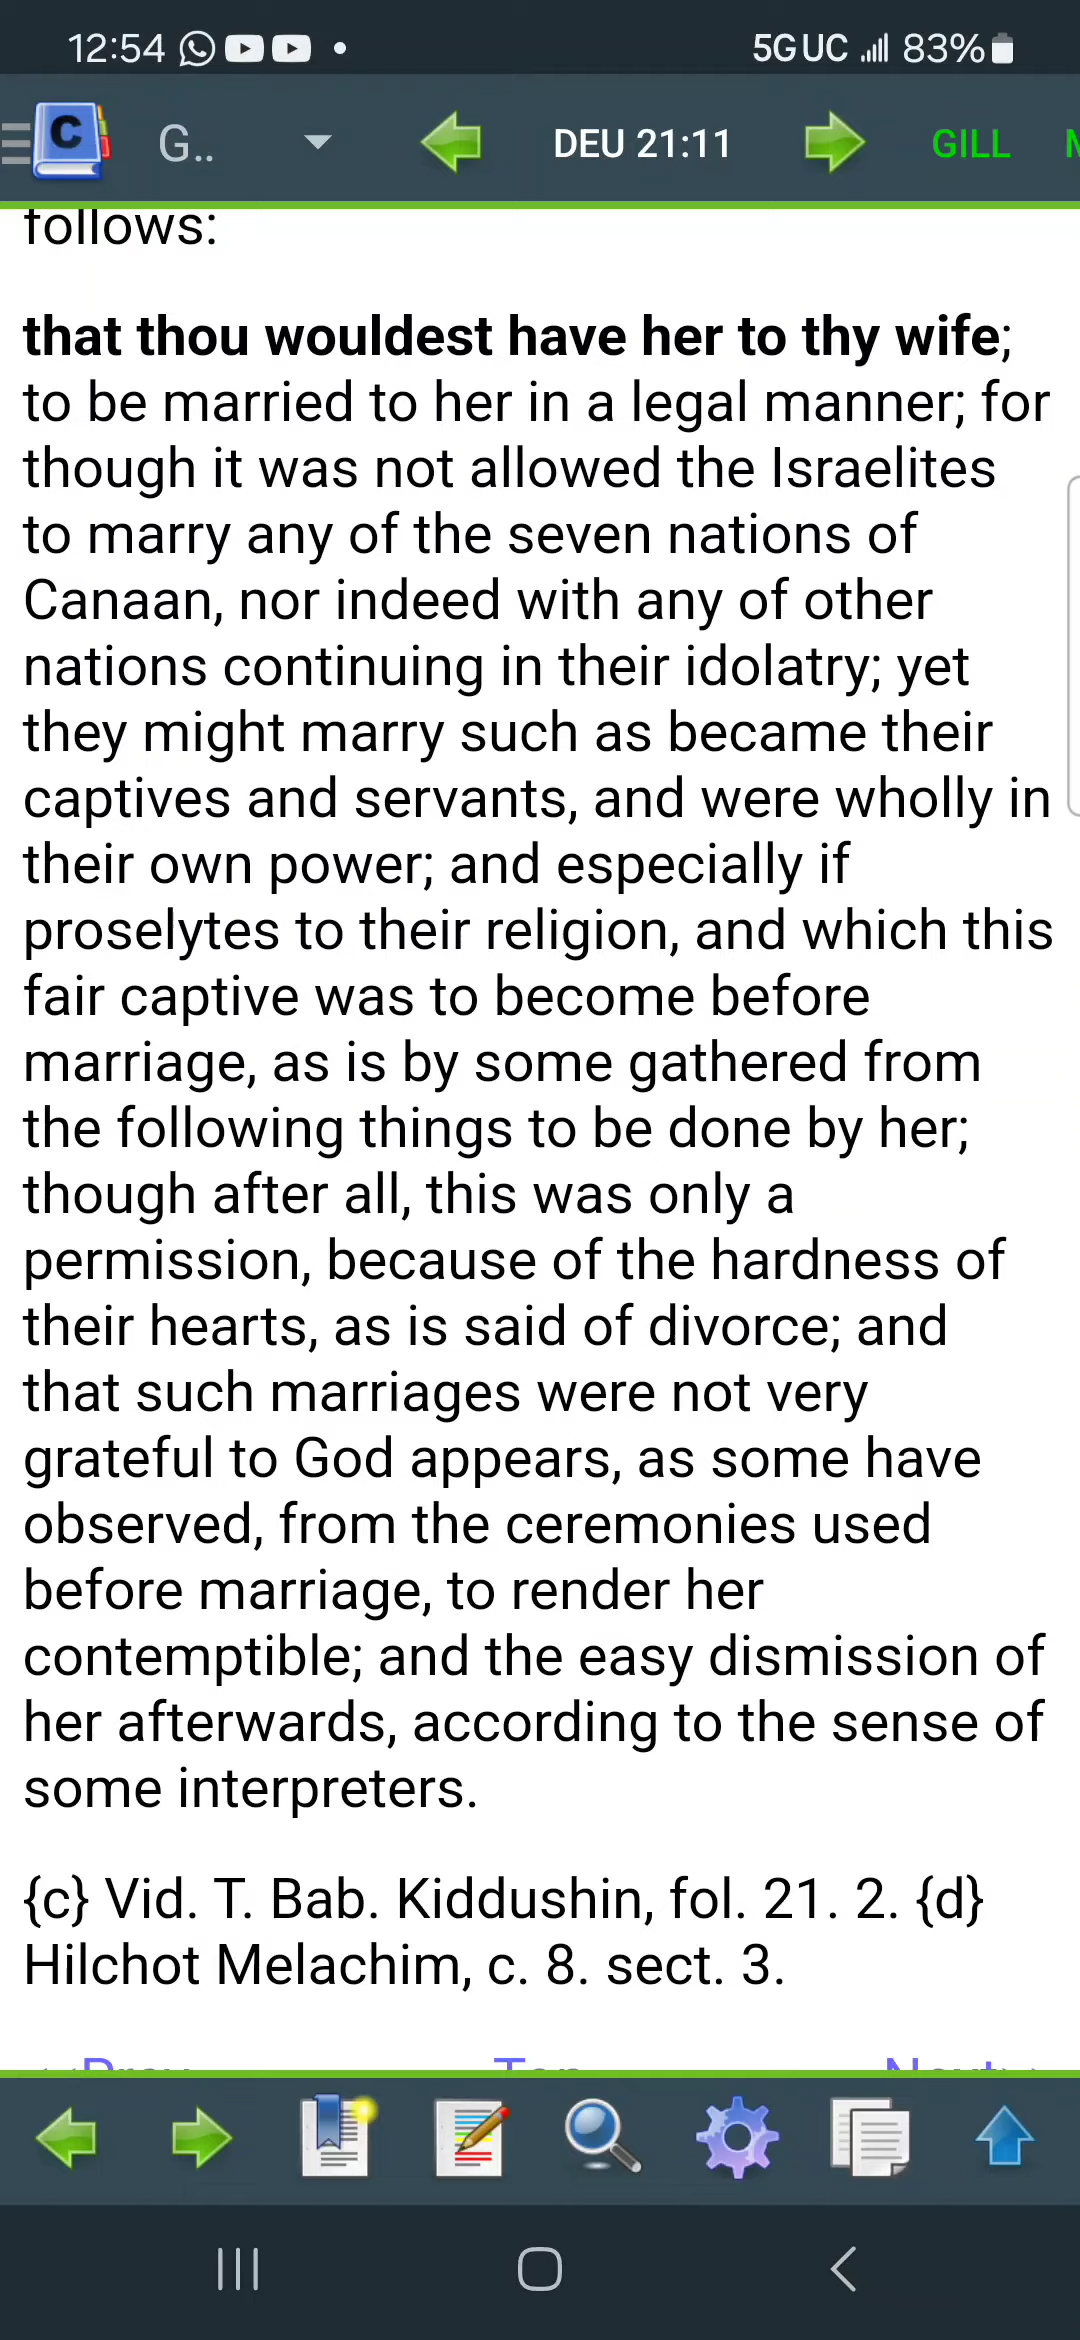 12:54
5G UC 83%
C G.. DEU 21:11 GILL
follows:
that thou wouldest have her to thy wife;
to be married to her in a legal manner; for
though it was not allowed the Israelites
to marry any of the seven nations of
Canaan, nor indeed with any of other
nations continuing in their idolatry; yet
they might marry such as became their
captives and servants, and were wholly in
their own power; and especially if
proselytes to their religion, and which this
fair captive was to become before
marriage, as is by some gathered from
the following things to be done by her;
though after all, this was only a
permission, because of the hardness of
their hearts, as is said of divorce; and
that such marriages were not very
grateful to God appears, as some have
observed, from the ceremonies used
before marriage, to render her
contemptible; and the easy dismission of
her afterwards, according to the sense of
some interpreters.
{c} Vid. T. Bab. Kiddushin, fol. 21. 2. {d}
Hilchot Melachim, c. 8. sect. 3.